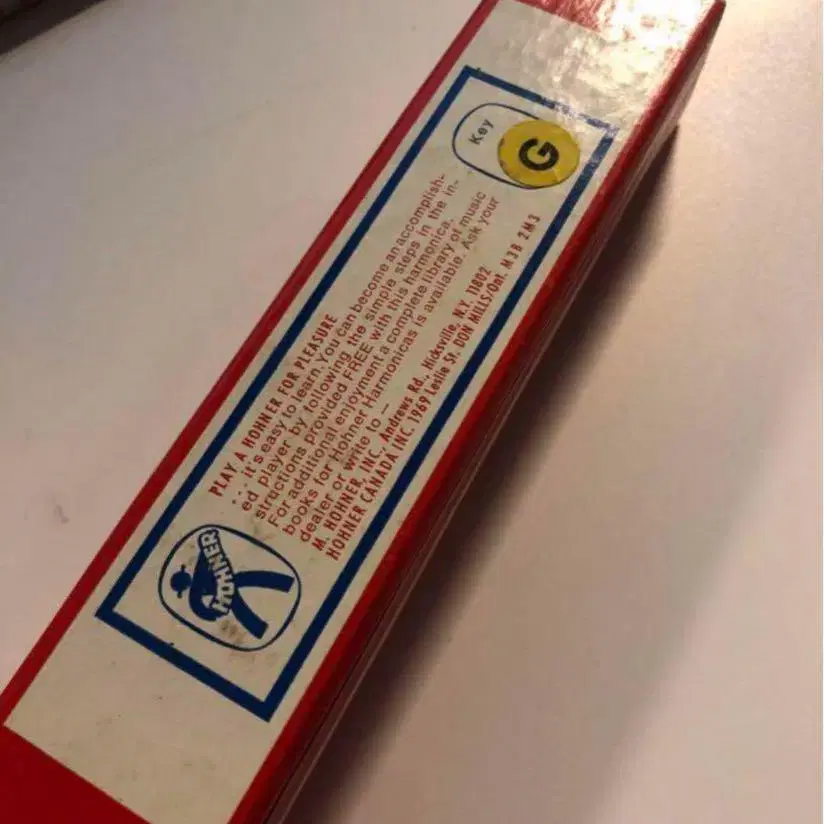 Key
G
PLAY A HOHNER FOR PLEASURE
... it's easy to learn. You can become an accomplish-
ed player by following the simple steps in the in-
structions provided FREE with this harmonica.
For additional enjoyment a complete library of music
books for Hohner Harmonicas is available. Ask your
dealer or write to —
M. HOHNER, INC. Andrews Rd., Hicksville, N.Y. 11802
HOHNER CANADA INC. 1969 Leslie St. DON MILLS/Ont. M3B 2M3
HOHNER